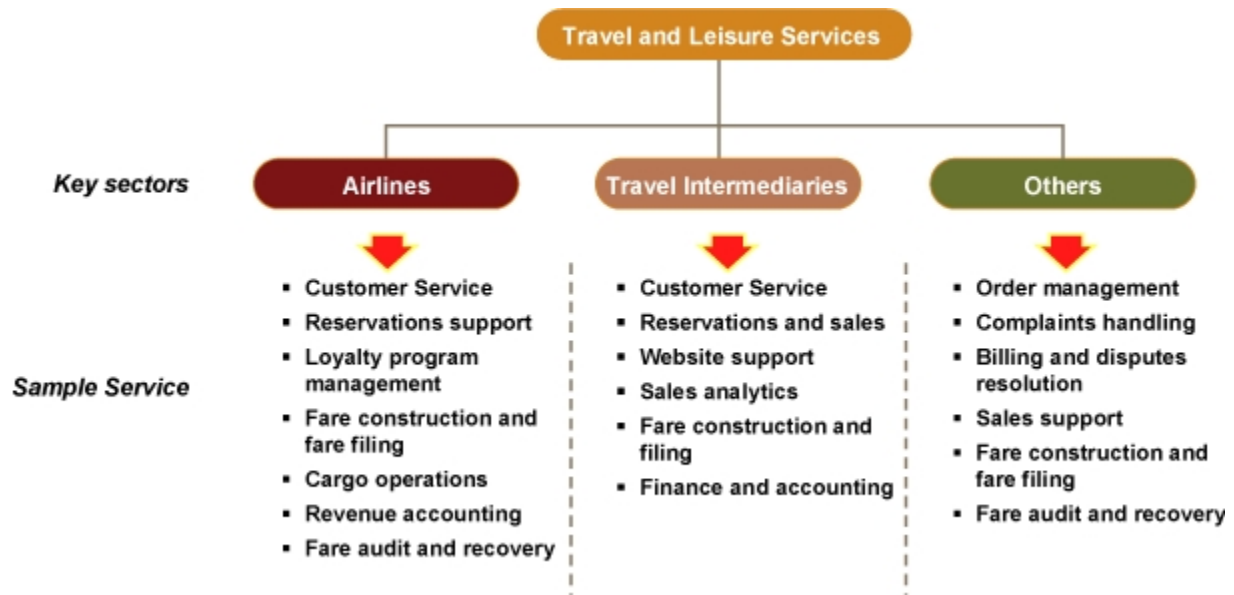 Travel and Leisure Services
Key sectors
Airlines
Travel Intermediaries
Others
Sample Service
▪ Customer Service
▪ Reservations support
▪ Loyalty program
management
▪ Fare construction and
fare filing
▪ Cargo operations
▪ Revenue accounting
▪ Fare audit and recovery
▪ Customer Service
▪ Reservations and sales
▪ Website support
▪ Sales analytics
▪ Fare construction and
filing
▪ Finance and accounting
▪ Order management
▪ Complaints handling
▪ Billing and disputes
resolution
▪ Sales support
▪ Fare construction and
fare filing
▪ Fare audit and recovery